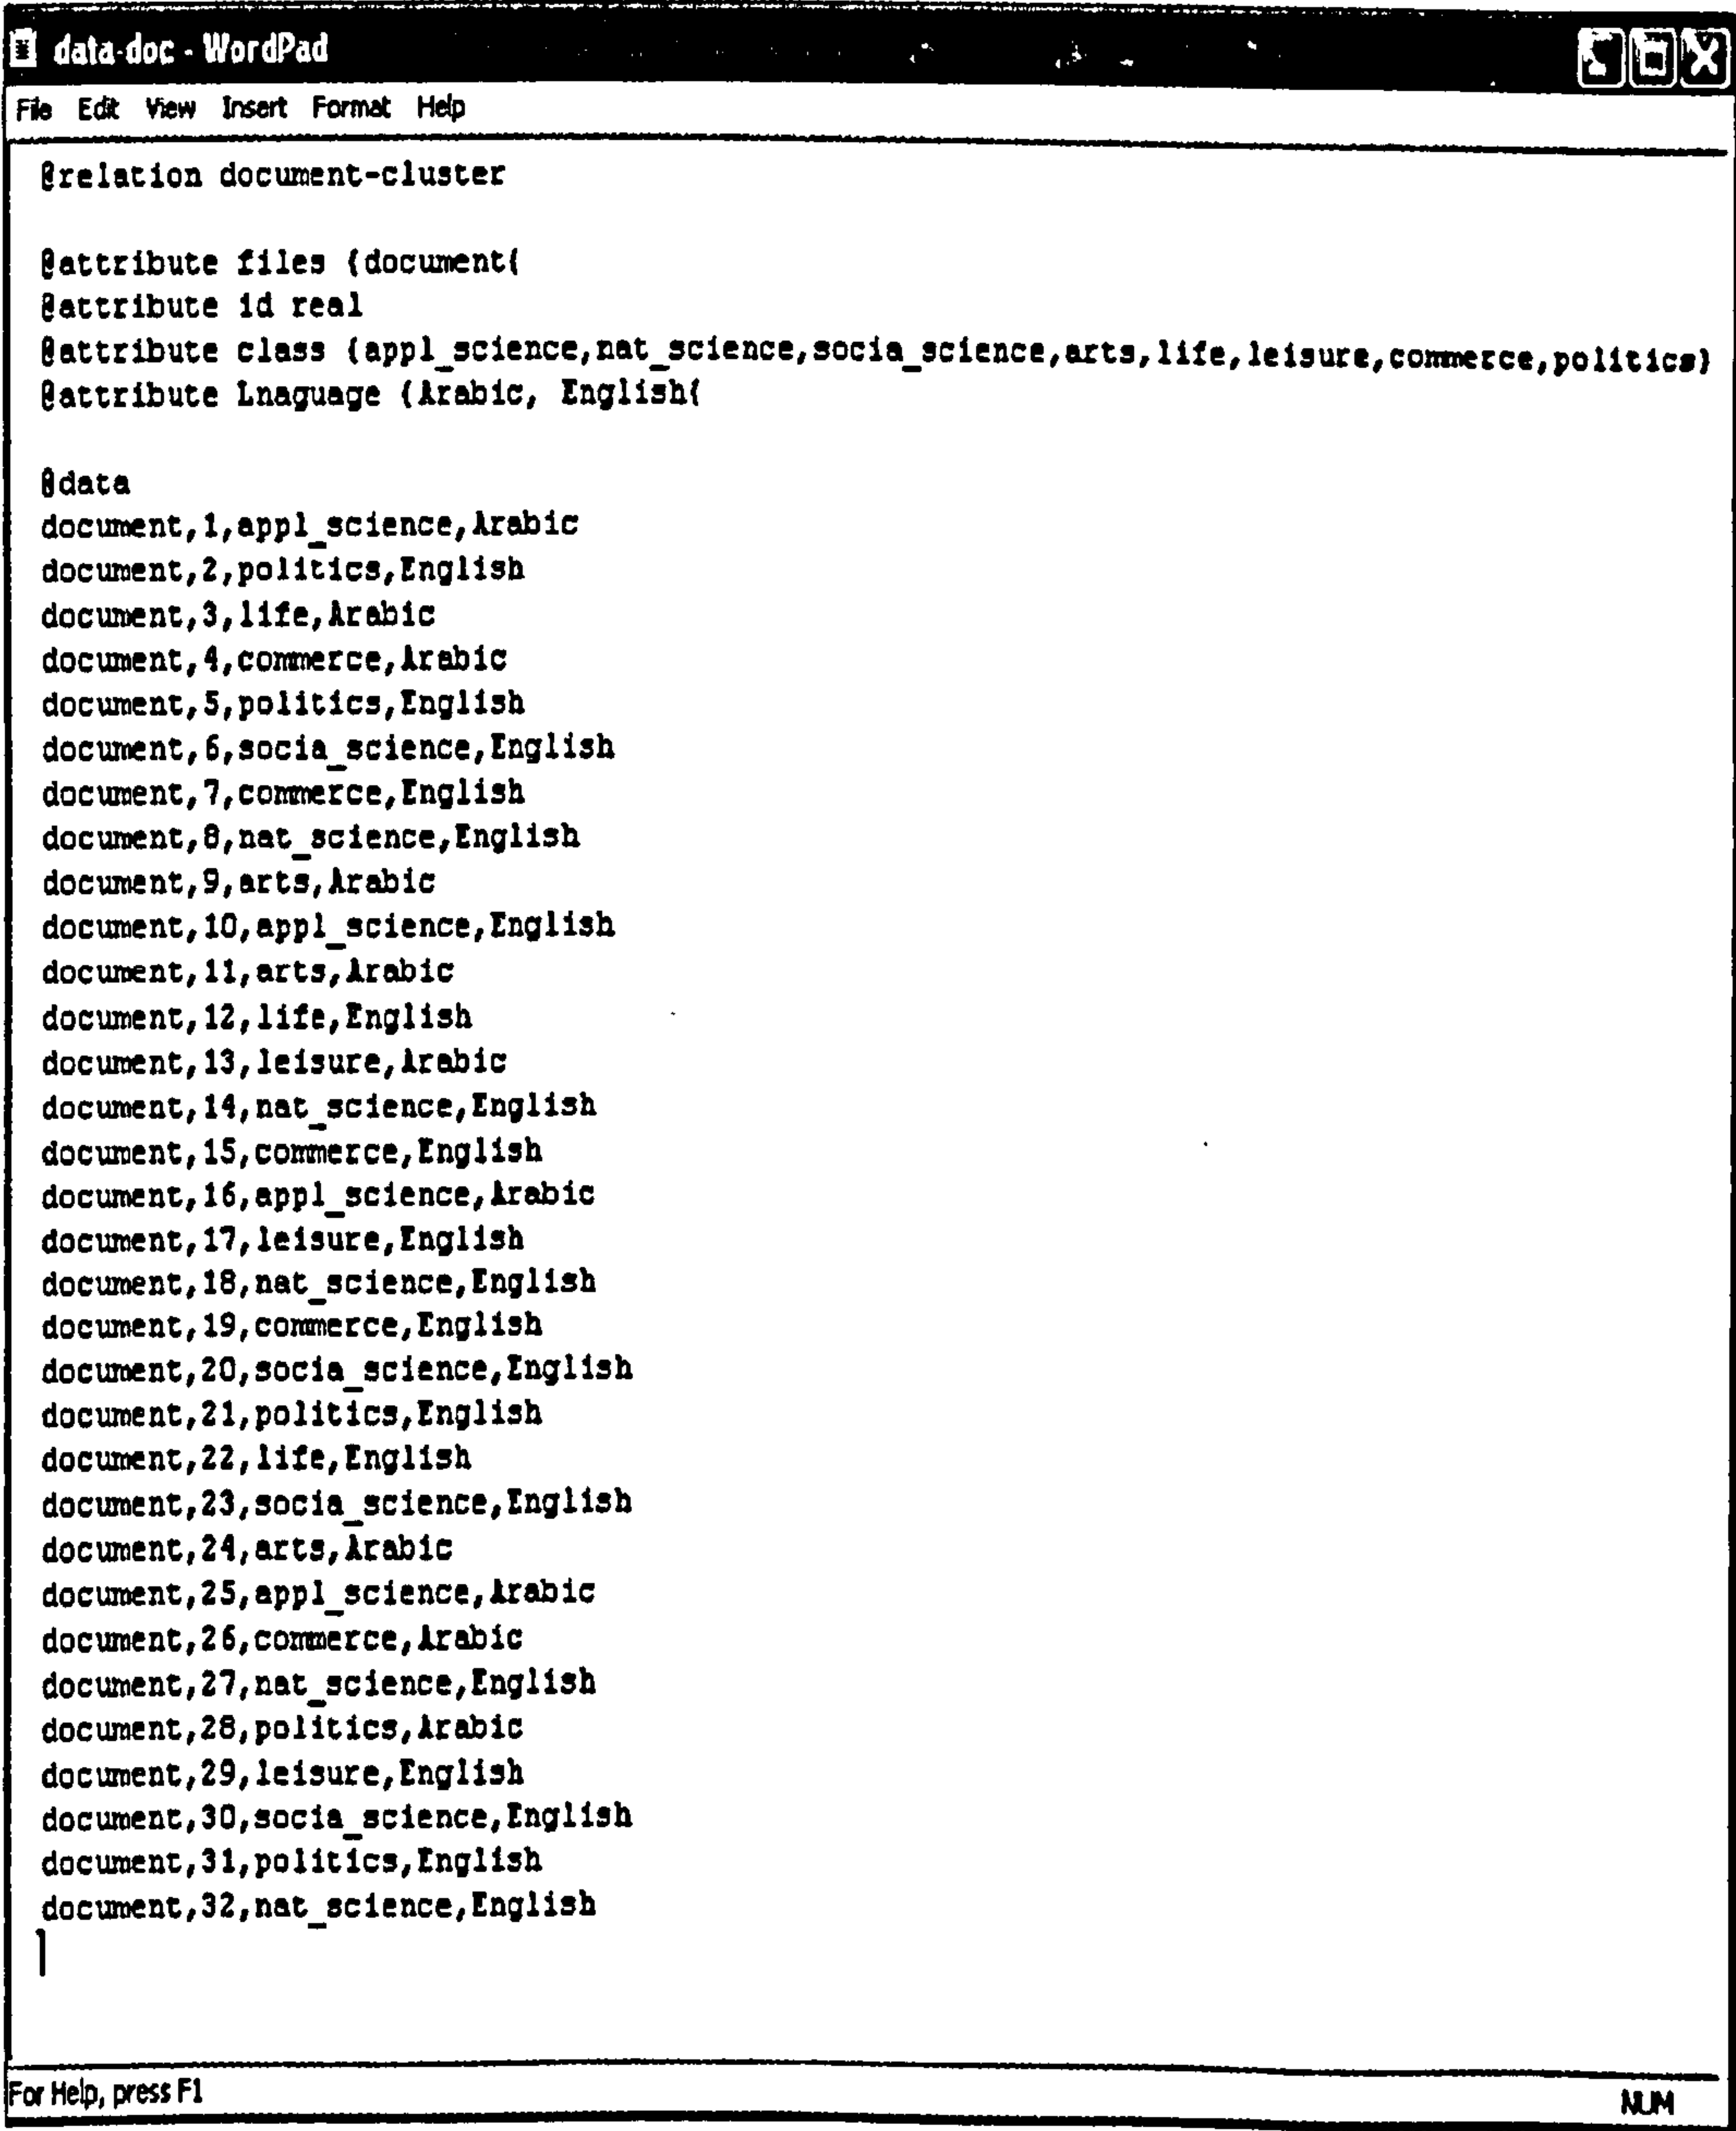 data-doc - WordPad
File Edit View Insert Format Help
@relation document-cluster
@attribute files {document{
@attribute id real
@attribute class {appl_science,nat_science,socia_science,arts,life,leisure,commerce,politics}
@attribute Lnaguage {Arabic, English{
@data
document,1,appl_science,Arabic
document,2,politics,English
document,3,life,Arabic
document,4,commerce,Arabic
document,5,politics,English
document,6,socia_science,English
document,7,commerce,English
document,8,nat_science,English
document,9,arts,Arabic
document,10,appl_science,English
document,11,arts,Arabic
document,12,life,English
document,13,leisure,Arabic
document,14,nat_science,English
document,15,commerce,English
document,16,appl_science,Arabic
document,17,leisure,English
document,18,nat_science,English
document,19,commerce,English
document,20,socia_science,English
document,21,politics,English
document,22,life,English
document,23,socia_science,English
document,24,arts,Arabic
document,25,appl_science,Arabic
document,26,commerce,Arabic
document,27,nat_science,English
document,28,politics,Arabic
document,29,leisure,English
document,30,socia_science,English
document,31,politics,English
document,32,nat_science,English
For Help, press F1
NUM